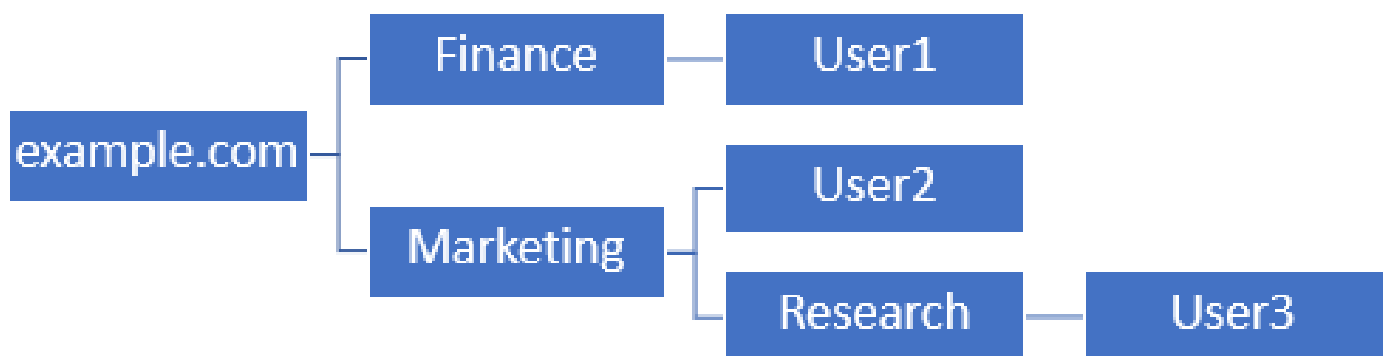 example.com
Finance
User1
Marketing
User2
Research
User3